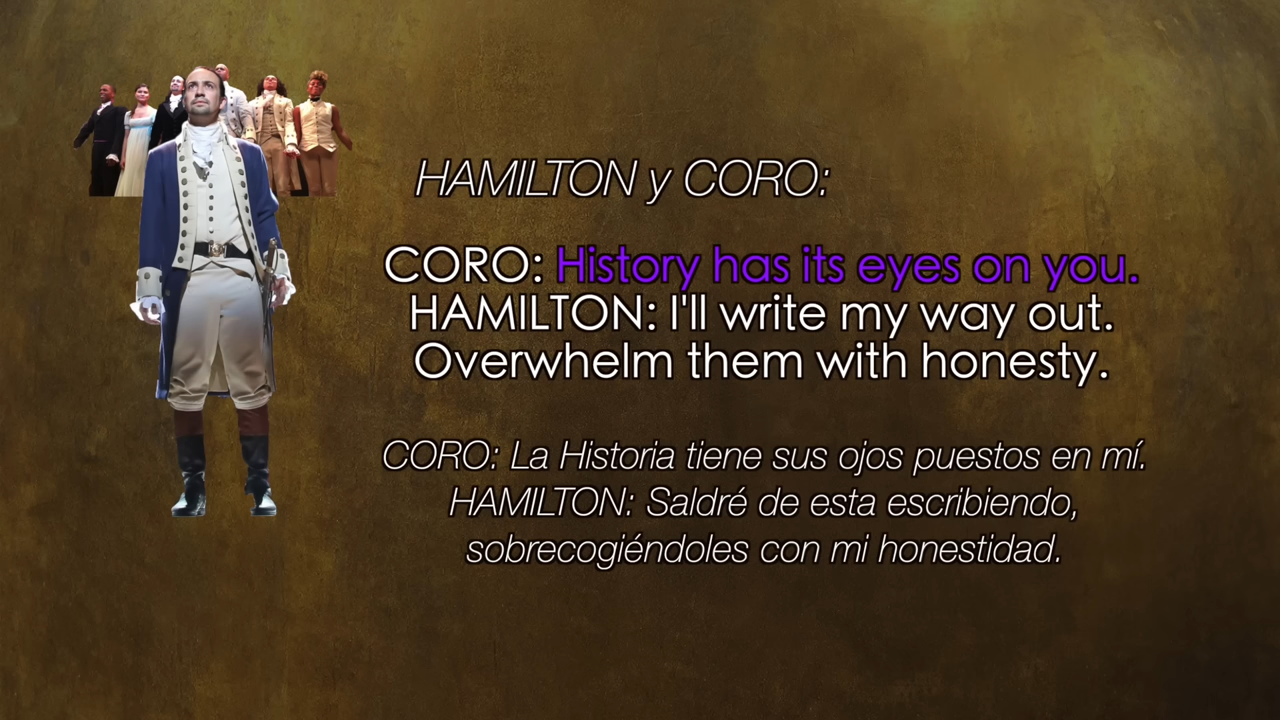 HAMILTON y CORO:
CORO: History has its eyes on you.
HAMILTON: I'll write my way out.
Overwhelm them with honesty.
CORO: La Historia tiene sus ojos puestos en mí.
HAMILTON: Saldré de esta escribiendo,
sobrecogiéndoles con mi honestidad.